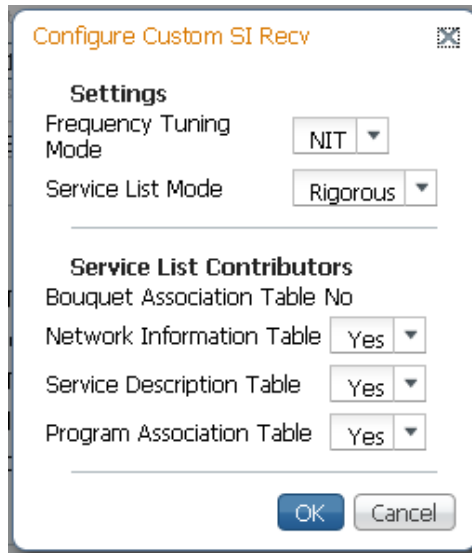 Configure Custom SI Recv
Settings
Frequency Tuning
Mode
NIT
Service List Mode
Rigorous
Service List Contributors
Bouquet Association Table No
Network Information Table Yes
Service Description Table Yes
Program Association Table Yes
OK Cancel